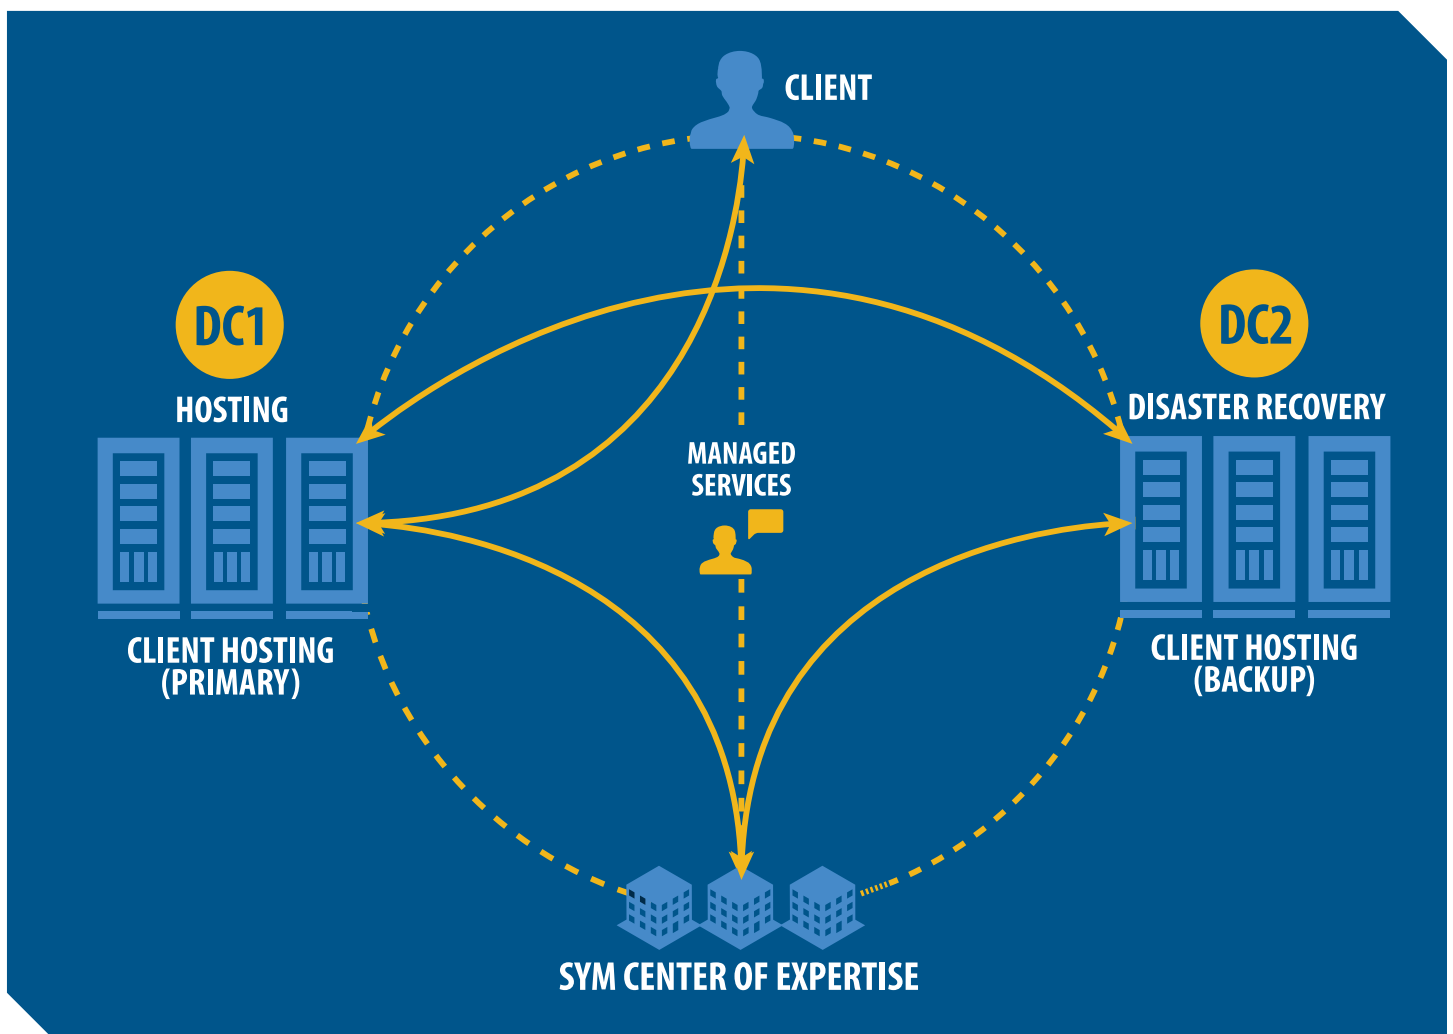 CLIENT
DC1
HOSTING
CLIENT HOSTING
(PRIMARY)
MANAGED
SERVICES
DC2
DISASTER RECOVERY
CLIENT HOSTING
(BACKUP)
SYM CENTER OF EXPERTISE